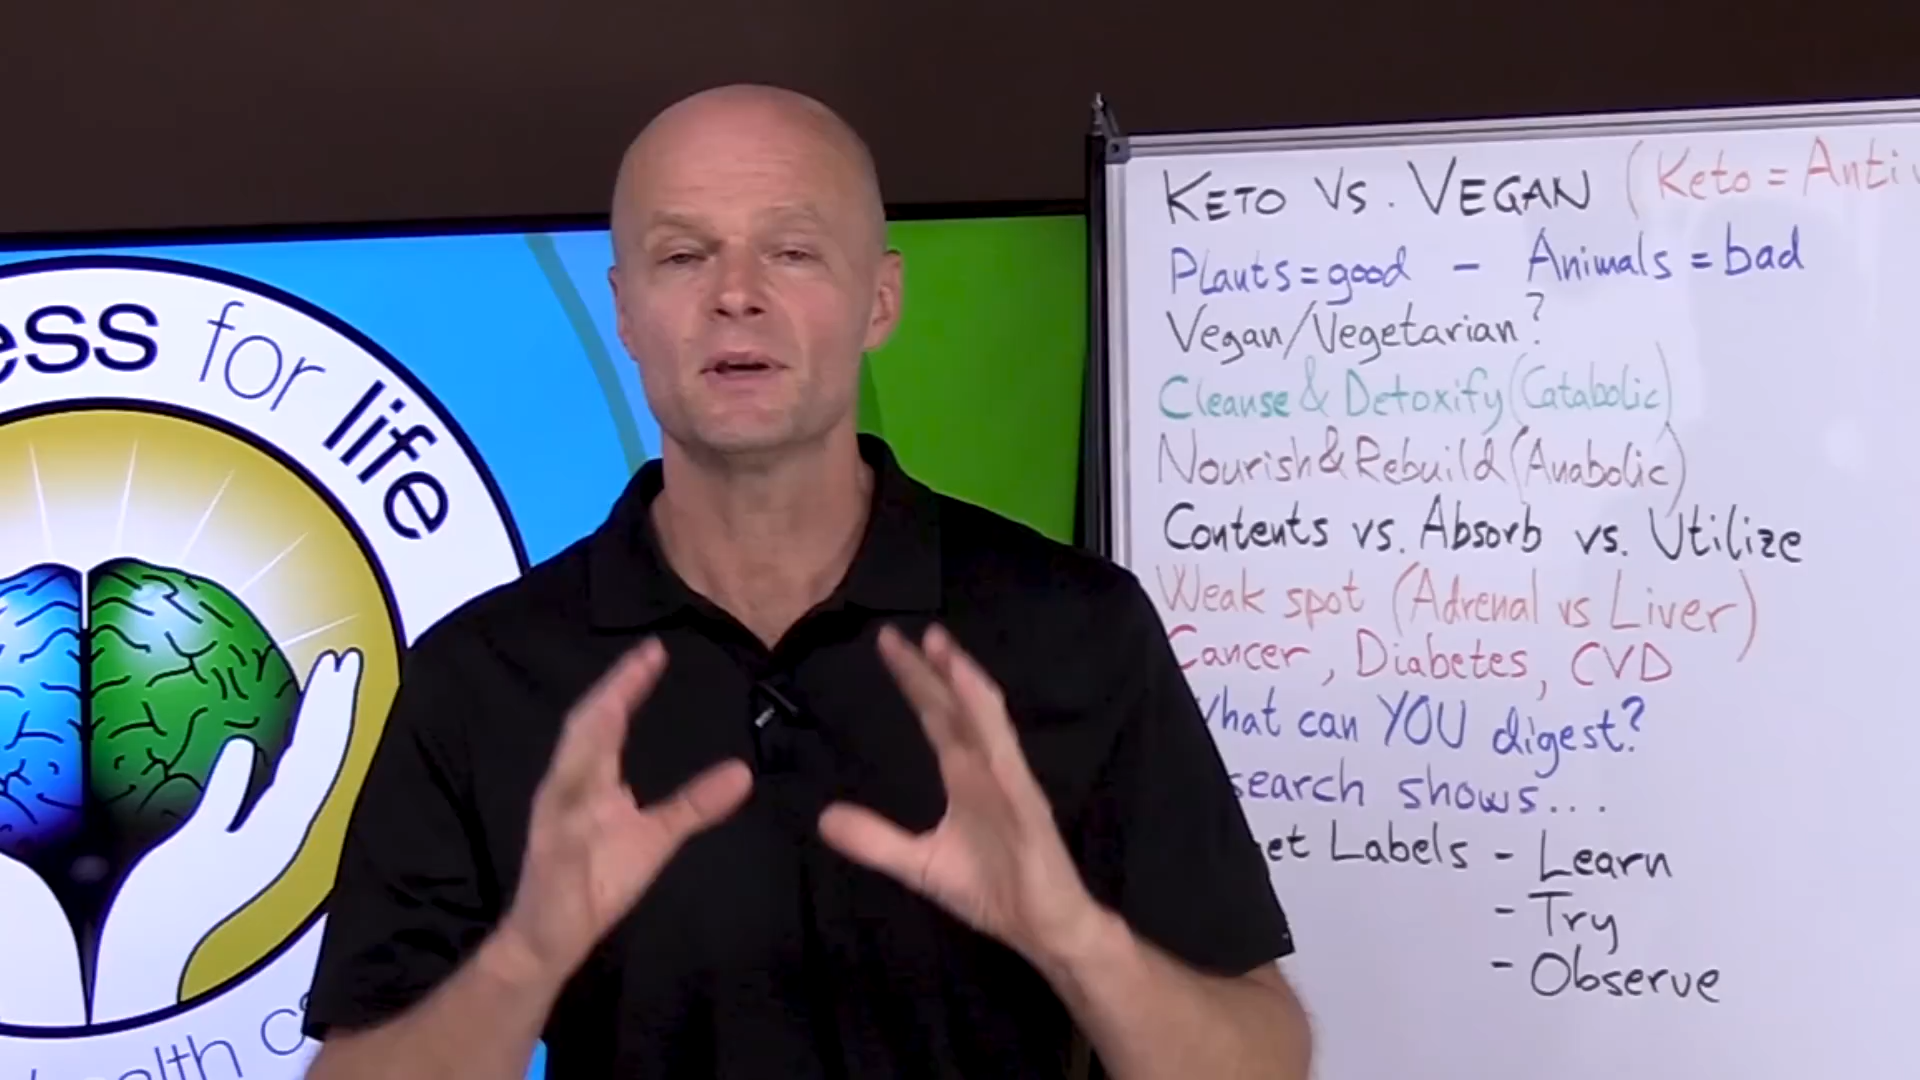 ess for life
alth c
KETO VS. VEGAN (Keto = Anti
Plants = good - Animals = bad
Vegan/Vegetarian?
Cleanse & Detoxify (Catabolic)
Nourish & Rebuild (Anabolic)
Contents vs. Absorb vs. Utilize
Weak spot (Adrenal vs Liver)
Cancer, Diabetes, CVD
What can YOU digest?
search shows...
et Labels - Learn
- Try
- Observe